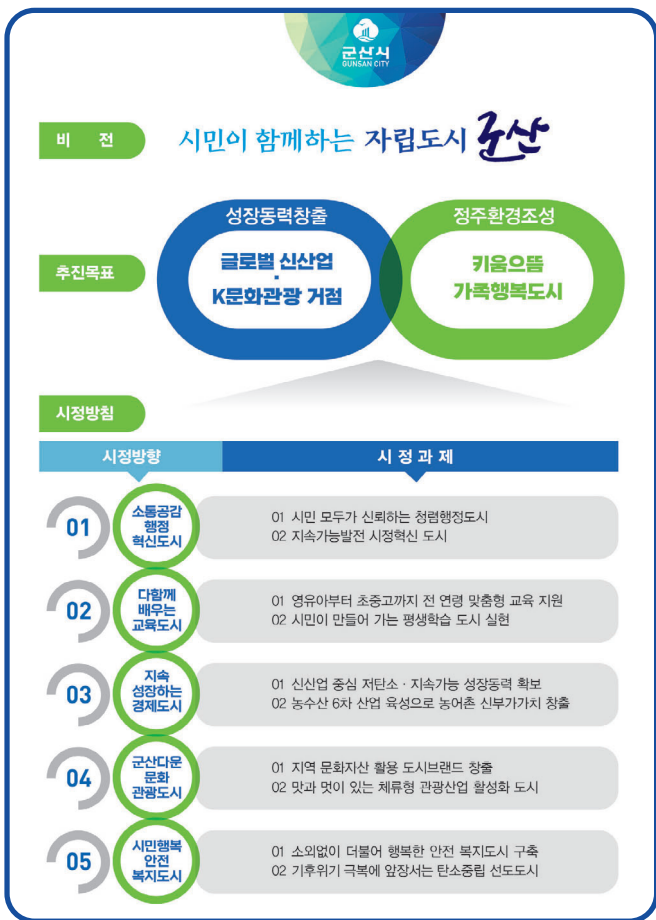 군산시
GUNSAN CITY
비 전
시민이 함께하는 자립도시 군산
추진목표
성장동력창출
글로벌 신산업
·
K문화관광 거점
정주환경조성
키움으뜸
가족행복도시
시정방침
시정방향
시정과제
01
소통공감
행정
혁신도시
01 시민 모두가 신뢰하는 청렴행정도시
02 지속가능발전 시정혁신 도시
02
다함께
배우는
교육도시
01 영유아부터 초중고까지 전 연령 맞춤형 교육 지원
02 시민이 만들어 가는 평생학습 도시 실현
03
지속
성장하는
경제도시
01 신산업 중심 저탄소 · 지속가능 성장동력 확보
02 농수산 6차 산업 육성으로 농어촌 신부가가치 창출
04
군산다운
문화
관광도시
01 지역 문화자산 활용 도시브랜드 창출
02 맛과 멋이 있는 체류형 관광산업 활성화 도시
05
시민행복
안전
복지도시
01 소외없이 더불어 행복한 안전 복지도시 구축
02 기후위기 극복에 앞장서는 탄소중립 선도도시